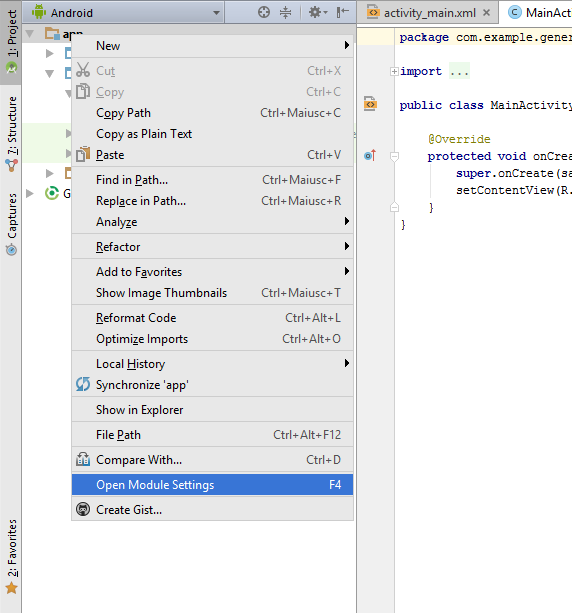 Android
activity_main.xml
MainActi
1: Project
7: Structure
Captures
2: Favorites
app
G
New
Cut Ctrl+X
Copy Ctrl+C
Copy Path Ctrl+Maiusc+C
Copy as Plain Text
Paste Ctrl+V
Find in Path... Ctrl+Maiusc+F
Replace in Path... Ctrl+Maiusc+R
Analyze
Refactor
Add to Favorites
Show Image Thumbnails Ctrl+Maiusc+T
Reformat Code Ctrl+Alt+L
Optimize Imports Ctrl+Alt+O
Local History
Synchronize 'app'
Show in Explorer
File Path Ctrl+Alt+F12
Compare With... Ctrl+D
Open Module Settings F4
Create Gist...
package com.example.gener
import ...
public class MainActivity
@Override
protected void onCrea
super.onCreate(sa
setContentView(R.
}
}